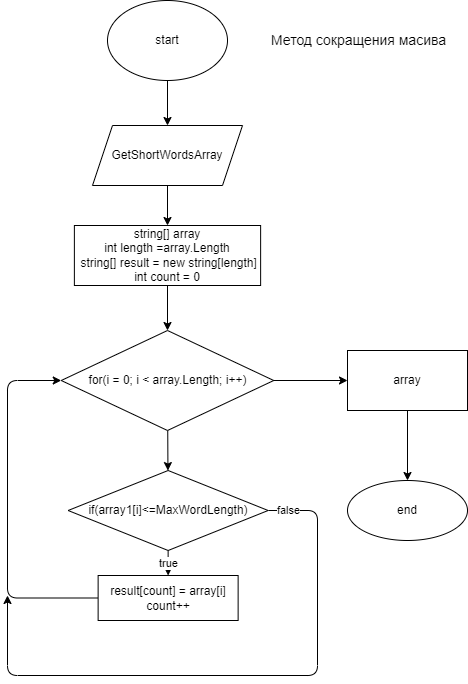 start
Метод сокращения масива
GetShortWordsArray
string[] array
int length =array.Length
string[] result = new string[length]
int count = 0
for(i = 0; i < array.Length; i++)
array
if(array1[i]<=MaxWordLength)
false
end
true
result[count] = array[i]
count++